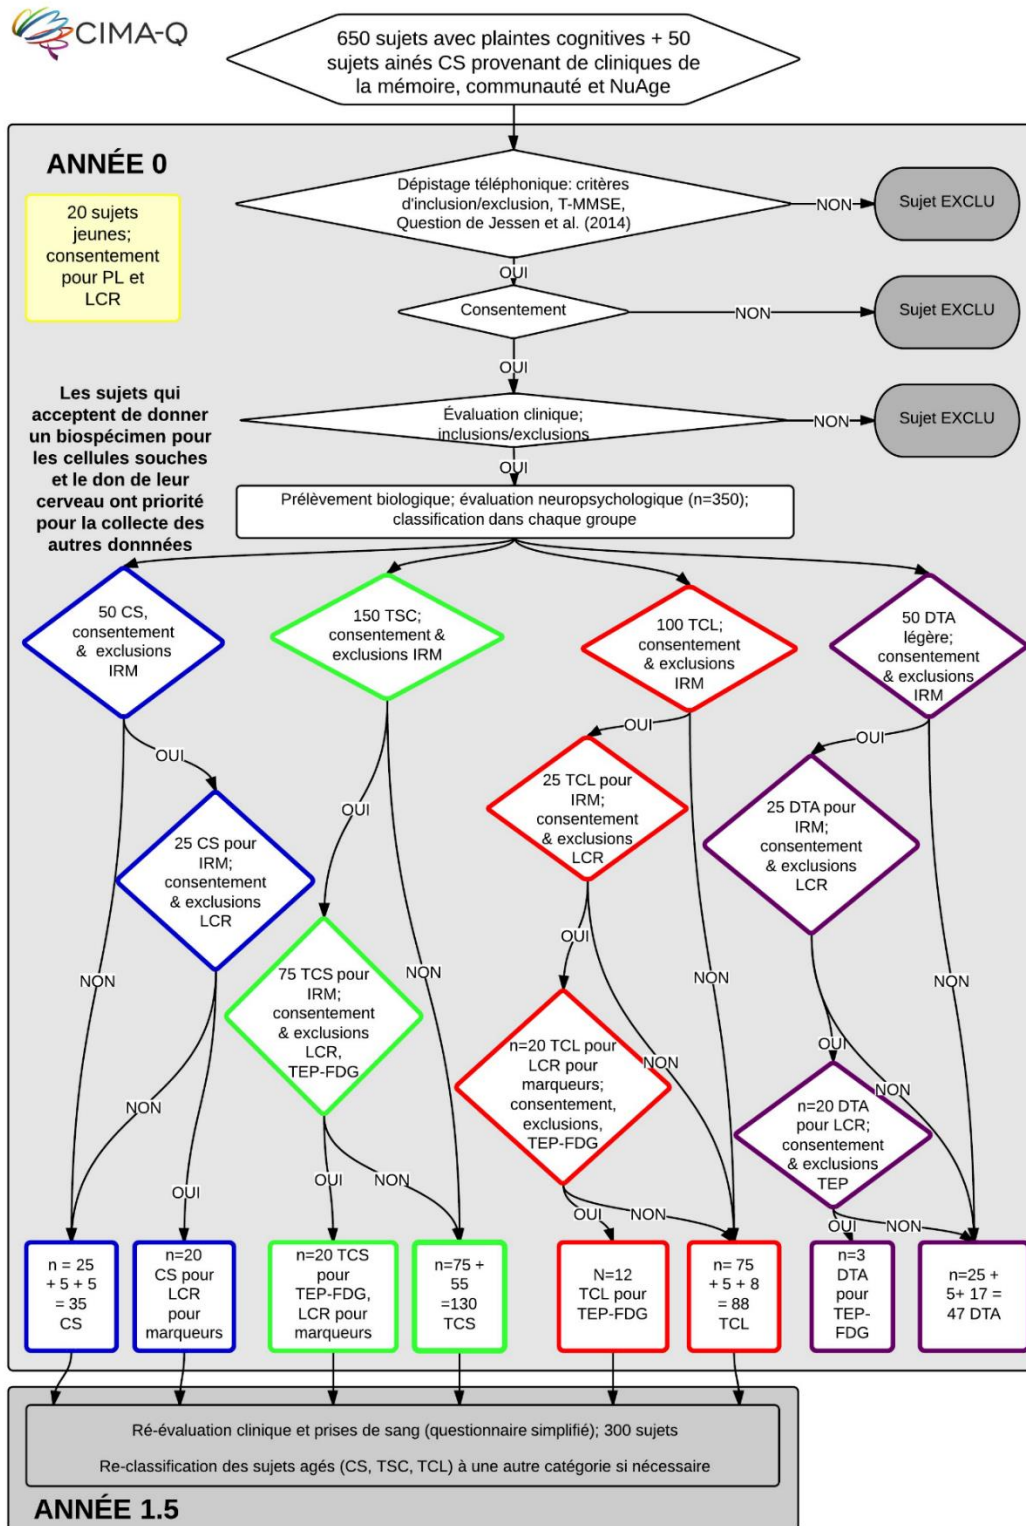 CIMA-Q
650 sujets avec plaintes cognitives + 50
sujets ainés CS provenant de cliniques de
la mémoire, communauté et NuAge
ANNÉE 0
20 sujets
jeunes;
consentement
pour PL et
LCR
Dépistage téléphonique: critères
d'inclusion/exclusion, T-MMSE,
Question de Jessen et al. (2014)
NON
Sujet EXCLU
OUI
Consentement
NON
Sujet EXCLU
OUI
Les sujets qui
acceptent de donner
un biospécimen pour
les cellules souches
et le don de leur
cerveau ont priorité
pour la collecte des
autres donnnées
Évaluation clinique;
inclusions/exclusions
NON
Sujet EXCLU
OUI
Prélèvement biologique; évaluation neuropsychologique (n=350);
classification dans chaque groupe
50 CS,
consentement
& exclusions
IRM
150 TSC;
consentement &
exclusions IRM
100 TCL;
consentement
& exclusions
IRM
50 DTA
légère;
consentement
& exclusions
IRM
OUI
OUI
OUI
OUI
25 CS pour
IRM;
consentement
& exclusions
LCR
25 TCL pour
IRM;
consentement
& exclusions
LCR
25 DTA pour
IRM;
consentement
& exclusions
LCR
NON
NON
NON
NON
75 TCS pour
IRM;
consentement
& exclusions
LCR,
TEP-FDG
OUI
n=20 TCL pour
LCR pour
marqueurs;
consentement,
exclusions,
TEP-FDG
NON
OUI
n=20 DTA
pour LCR;
consentement
& exclusions
TEP
NON
NON
OUI
OUI
NON
OUI
NON
OUI
NON
n = 25
+ 5 + 5
= 35
CS
n=20
CS pour
LCR
pour
marqueurs
n=20 TCS
pour
TEP-FDG,
LCR pour
marqueurs
n=75 +
55
=130
TCS
N=12
TCL pour
TEP-FDG
n= 75
+ 5 + 8
= 88
TCL
n=3
DTA
pour
TEP-
FDG
n=25 +
5+ 17 =
47 DTA
Ré-évaluation clinique et prises de sang (questionnaire simplifié); 300 sujets
Re-classification des sujets agés (CS, TSC, TCL) à une autre catégorie si nécessaire
ANNÉE 1.5